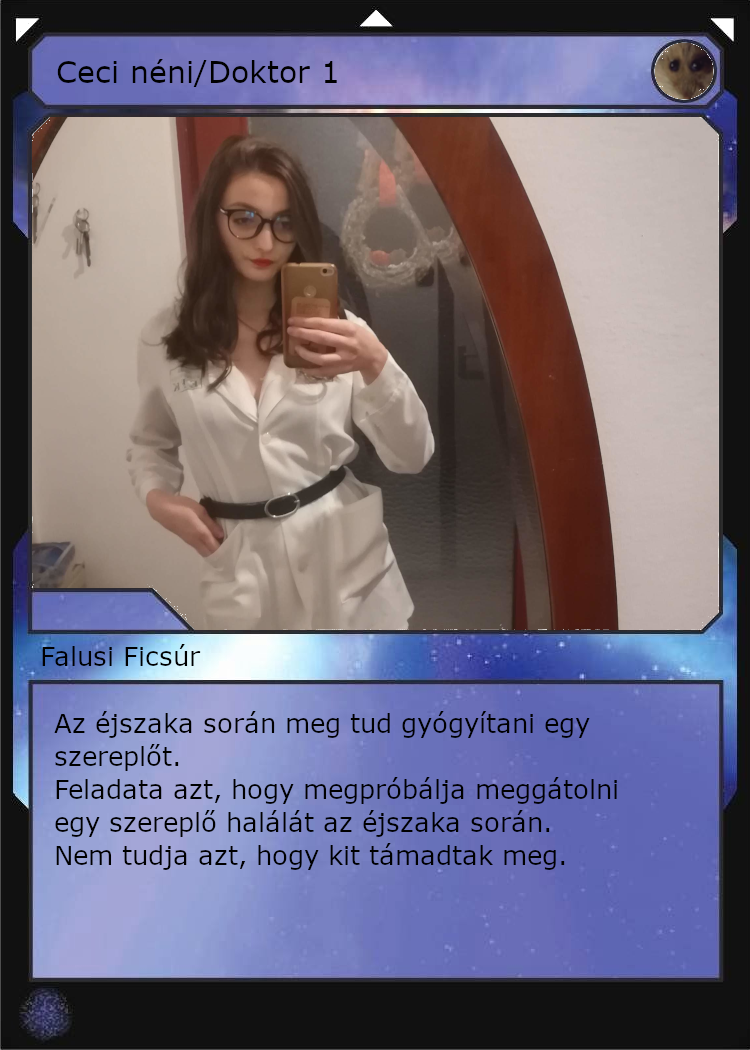 Ceci néni/Doktor 1
Falusi Ficsúr
Az éjszaka során meg tud gyógyítani egy
szereplőt.
Feladata azt, hogy megpróbálja meggátolni
egy szereplő halálát az éjszaka során.
Nem tudja azt, hogy kit támadtak meg.